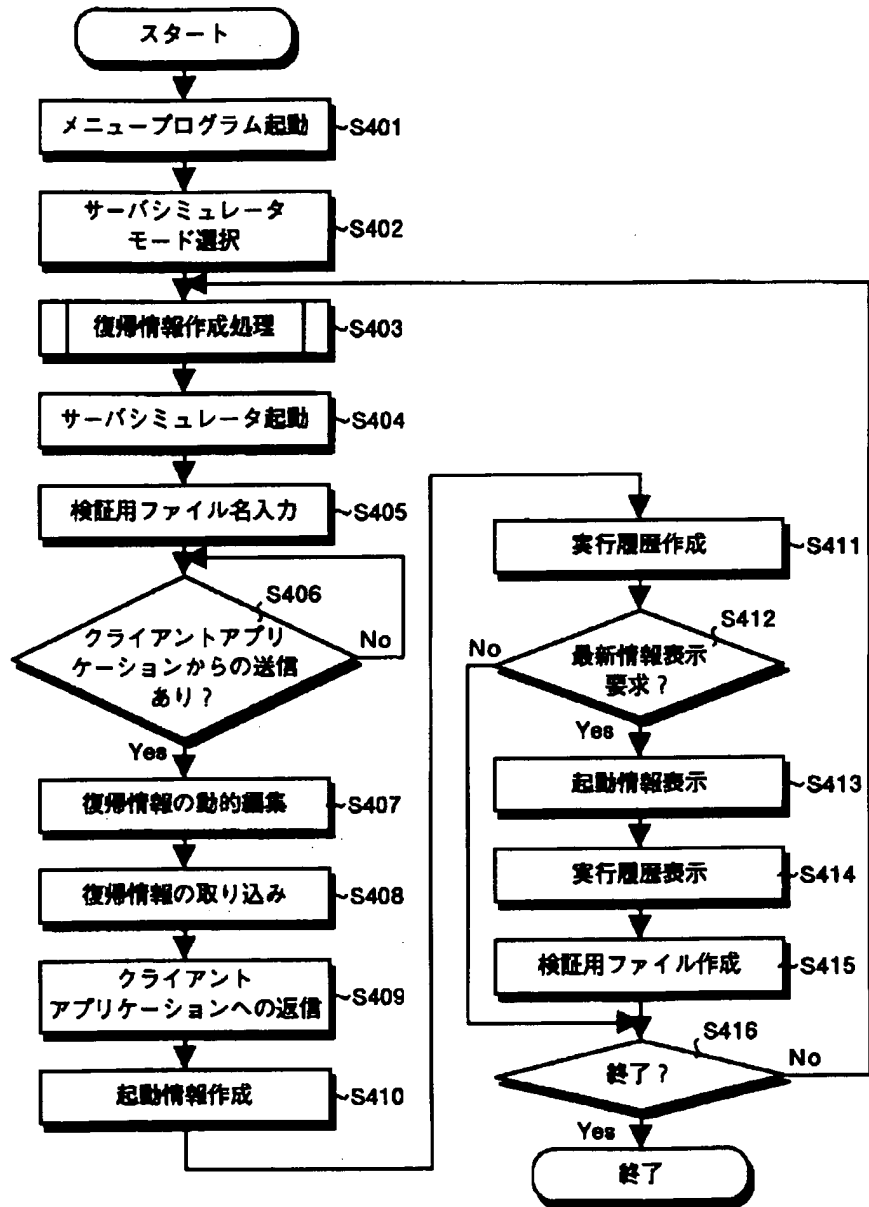 スタート
メニュープログラム起動
~S401
サーバシミュレータ
モード選択
~S402
復帰情報作成処理
~S403
サーバシミュレータ起動
~S404
検証用ファイル名入力
~S405
S406
クライアントアプリ
ケーションからの送信
あり?
No
Yes
復帰情報の動的編集
~S407
復帰情報の取り込み
~S408
クライアント
アプリケーションへの返信
~S409
起動情報作成
~S410
実行履歴作成
~S411
S412
最新情報表示
要求?
No
Yes
起動情報表示
~S413
実行履歴表示
~S414
検証用ファイル作成
~S415
S416
終了?
No
Yes
終了